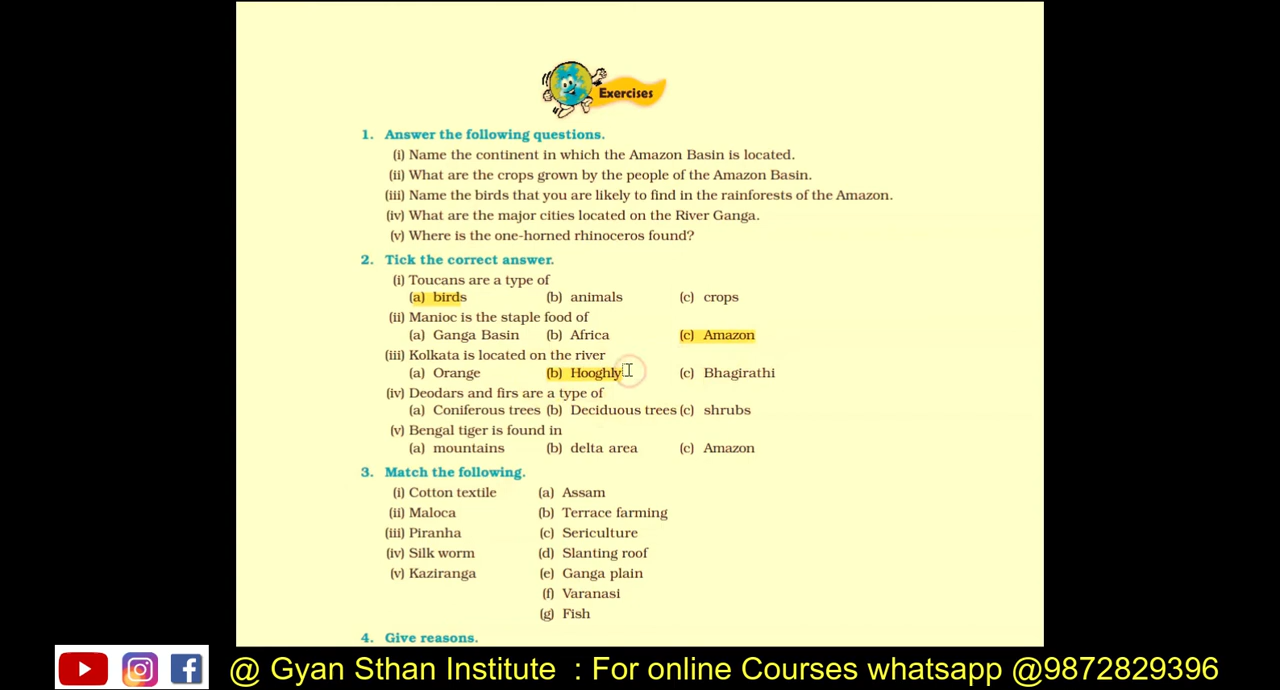 Exercises
1. Answer the following questions.
(i) Name the continent in which the Amazon Basin is located.
(ii) What are the crops grown by the people of the Amazon Basin.
(iii) Name the birds that you are likely to find in the rainforests of the Amazon.
(iv) What are the major cities located on the River Ganga.
(v) Where is the one-horned rhinoceros found?
2. Tick the correct answer.
(i) Toucans are a type of
(a) birds (b) animals (c) crops
(ii) Manioc is the staple food of
(a) Ganga Basin (b) Africa (c) Amazon
(iii) Kolkata is located on the river
(a) Orange (b) Hooghly (c) Bhagirathi
(iv) Deodars and firs are a type of
(a) Coniferous trees (b) Deciduous trees (c) shrubs
(v) Bengal tiger is found in
(a) mountains (b) delta area (c) Amazon
3. Match the following.
(i) Cotton textile (a) Assam
(ii) Maloca (b) Terrace farming
(iii) Piranha (c) Sericulture
(iv) Silk worm (d) Slanting roof
(v) Kaziranga (e) Ganga plain
(f) Varanasi
(g) Fish
4. Give reasons.
@ Gyan Sthan Institute : For online Courses whatsapp @9872829396